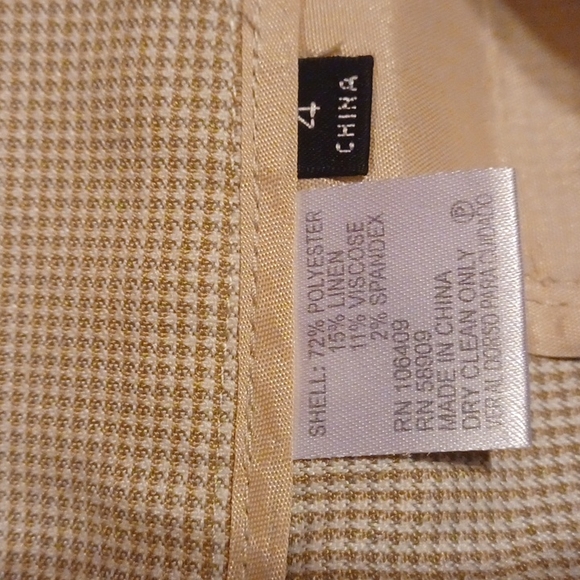 4
CHINA
SHELL: 72% POLYESTER
15% LINEN
11% VISCOSE
2% SPANDEX
RN 106409
RN 58909
MADE IN CHINA
DRY CLEAN ONLY
VER AL DORSO PARA CUIDADO
P